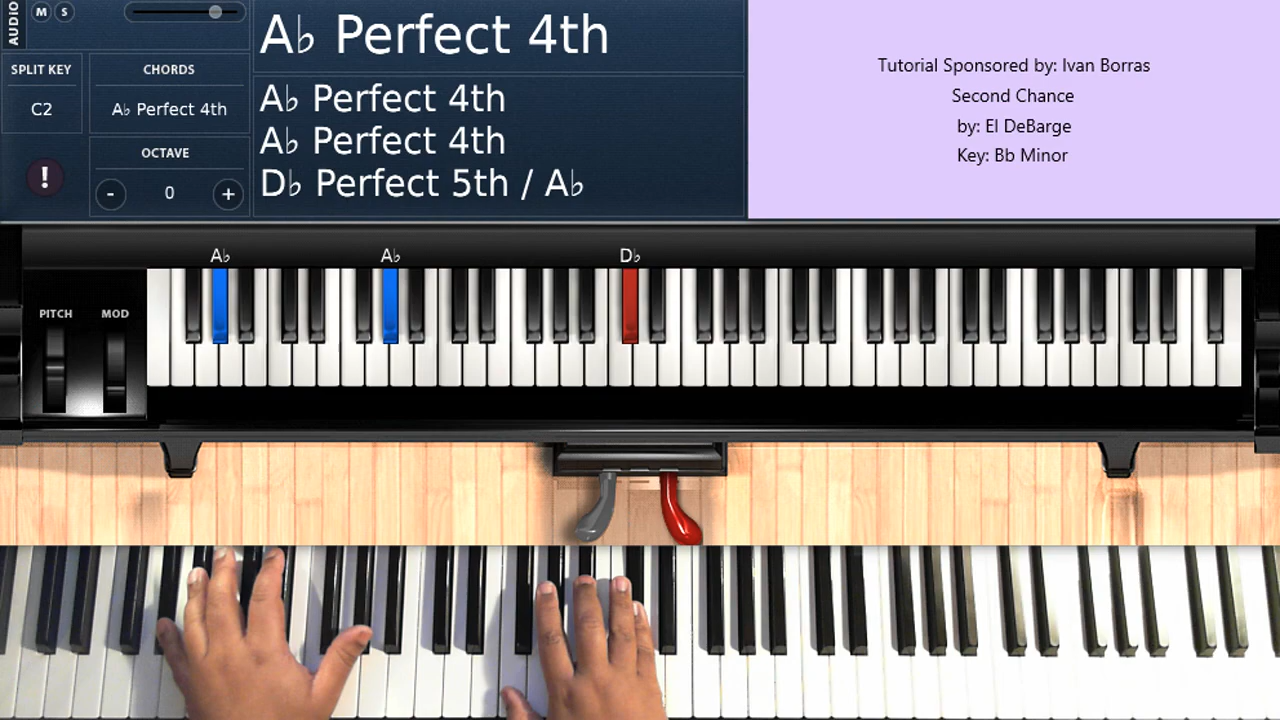 AUDIO
M S
A♭ Perfect 4th
SPLIT KEY
C2
!
CHORDS
A♭ Perfect 4th
OCTAVE
- 0 +
A♭ Perfect 4th
A♭ Perfect 4th
D♭ Perfect 5th / A♭
Tutorial Sponsored by: Ivan Borras
Second Chance
by: El DeBarge
Key: Bb Minor
A♭ A♭ D♭
PITCH MOD